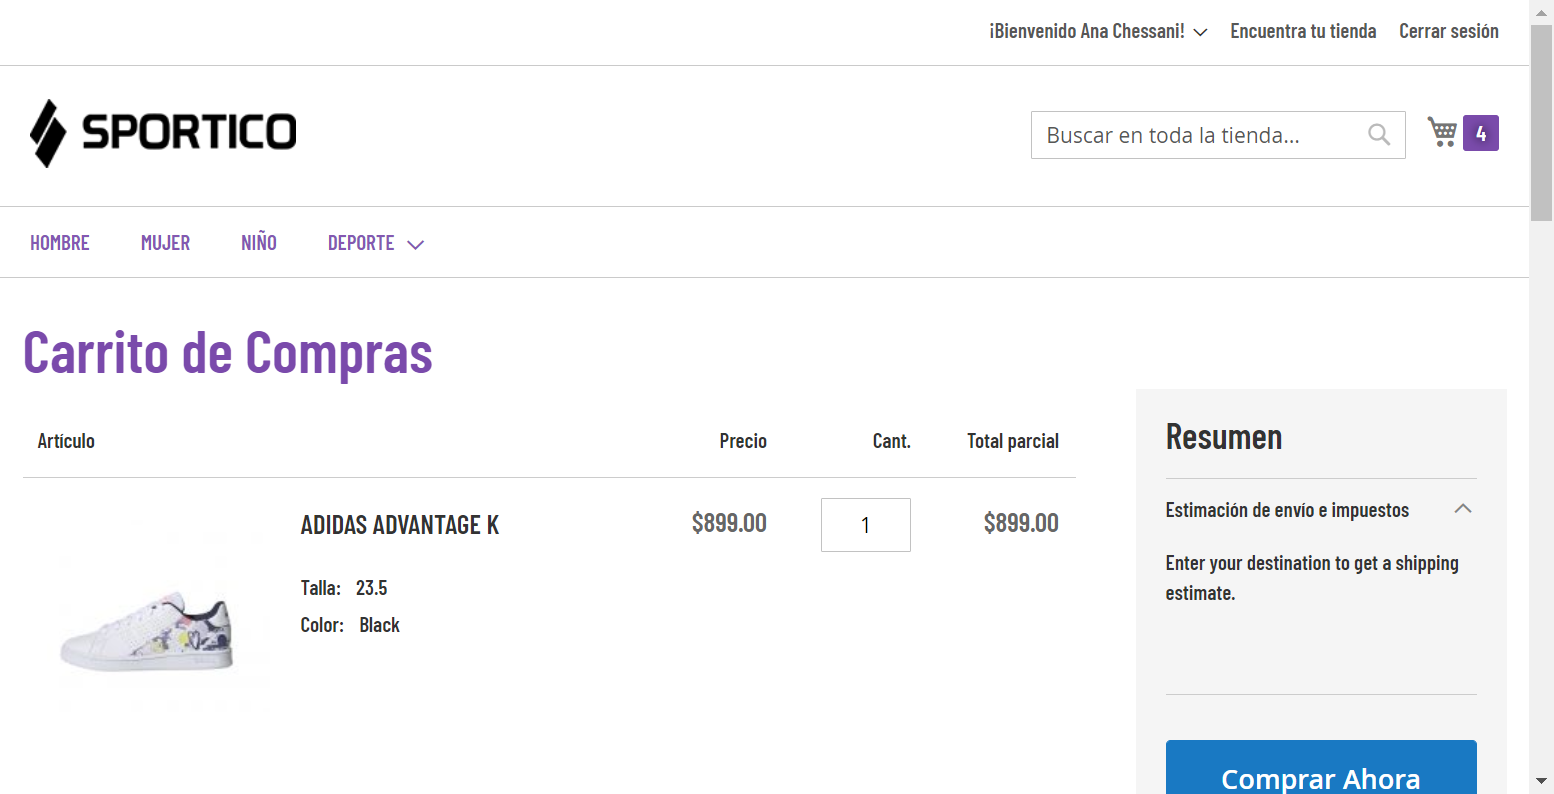 ¡Bienvenido Ana Chessani! Encuentra tu tienda Cerrar sesión
SPORTICO
Buscar en toda la tienda...
4
HOMBRE MUJER NIÑO DEPORTE
Carrito de Compras
Artículo Precio Cant. Total parcial
ADIDAS ADVANTAGE K $899.00 1 $899.00
Talla: 23.5
Color: Black
Resumen
Estimación de envío e impuestos
Enter your destination to get a shipping
estimate.
Comprar Ahora